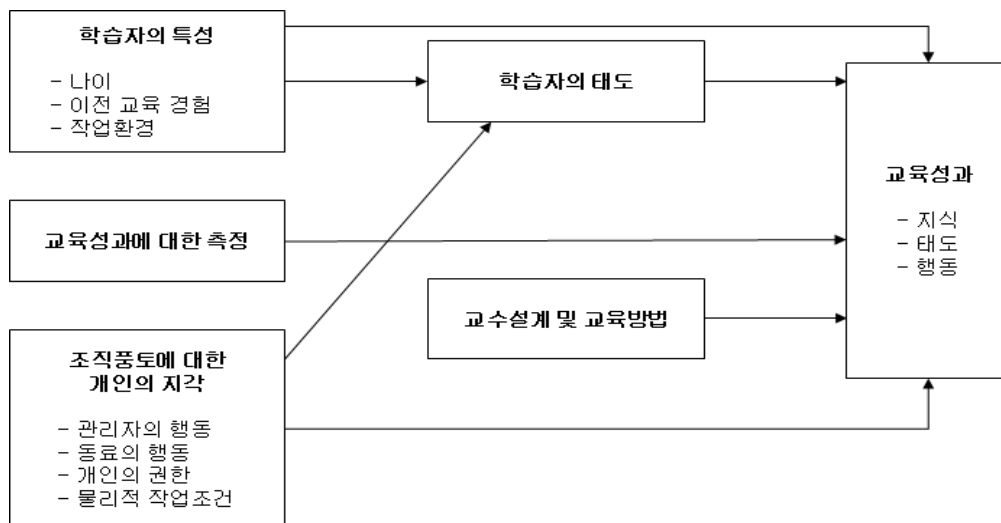 학습자의 특성
- 나이
- 이전 교육 경험
- 작업환경
학습자의 태도
교육성과에 대한 측정
교수설계 및 교육방법
조직풍토에 대한
개인의 지각
- 관리자의 행동
- 동료의 행동
- 개인의 권한
- 물리적 작업조건
교육성과
- 지식
- 태도
- 행동